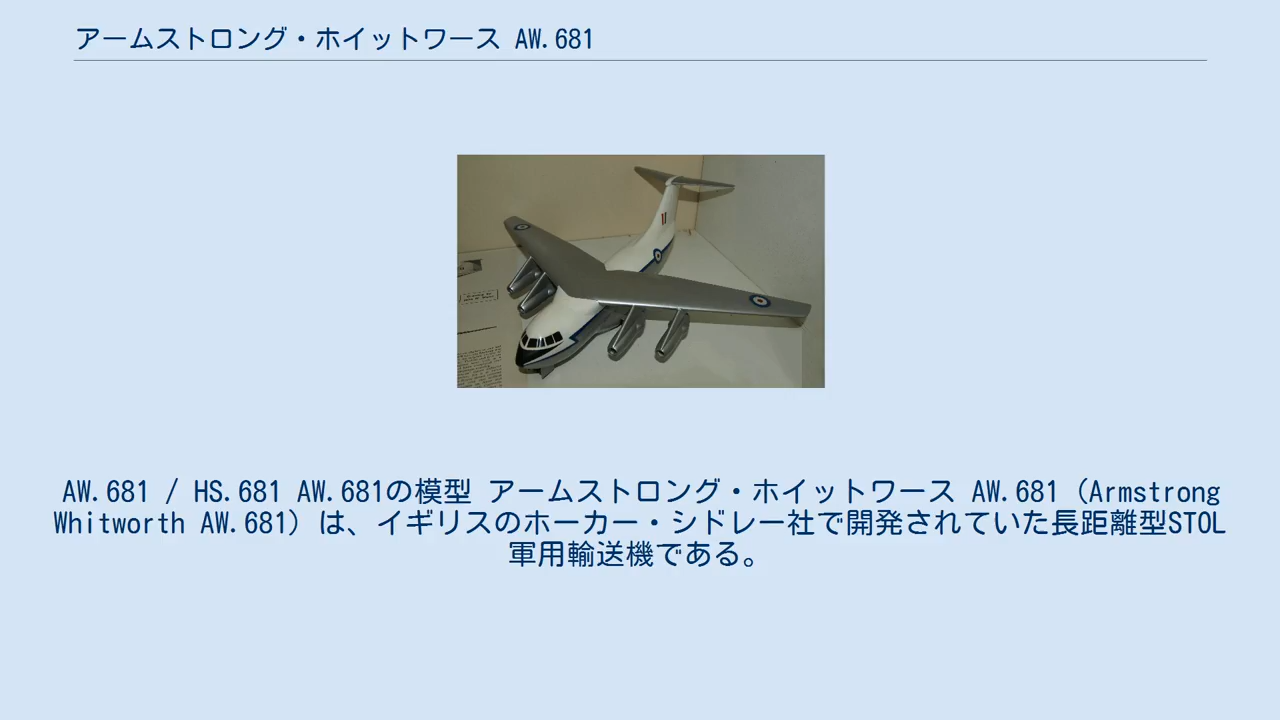 アームストロング・ホイットワース AW.681
AW.681 / HS.681 AW.681の模型 アームストロング・ホイットワース AW.681（Armstrong
Whitworth AW.681）は、イギリスのホーカー・シドレー社で開発されていた長距離型STOL
軍用輸送機である。